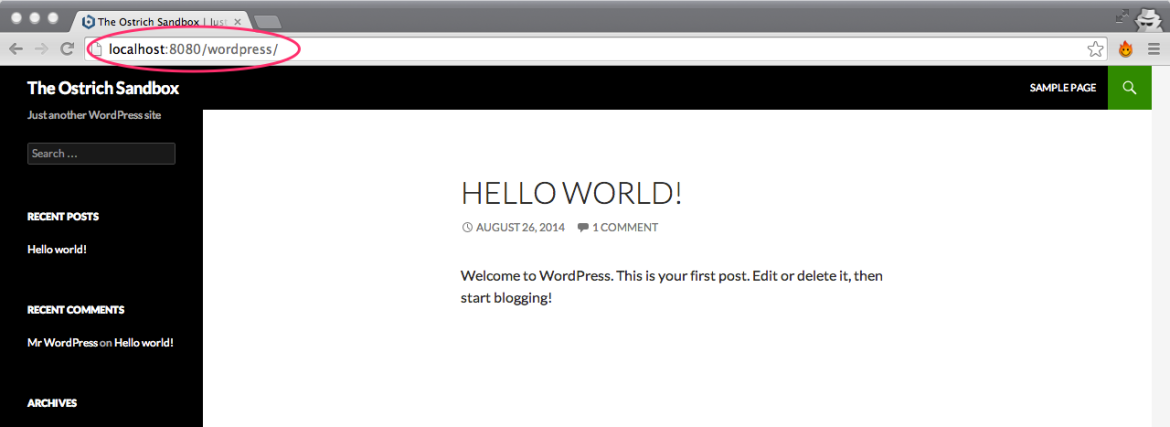 The Ostrich Sandbox | Just
localhost:8080/wordpress/
The Ostrich Sandbox
SAMPLE PAGE
Just another WordPress site
Search …
HELLO WORLD!
AUGUST 26, 2014 1 COMMENT
RECENT POSTS
Hello world!
Welcome to WordPress. This is your first post. Edit or delete it, then
start blogging!
RECENT COMMENTS
Mr WordPress on Hello world!
ARCHIVES